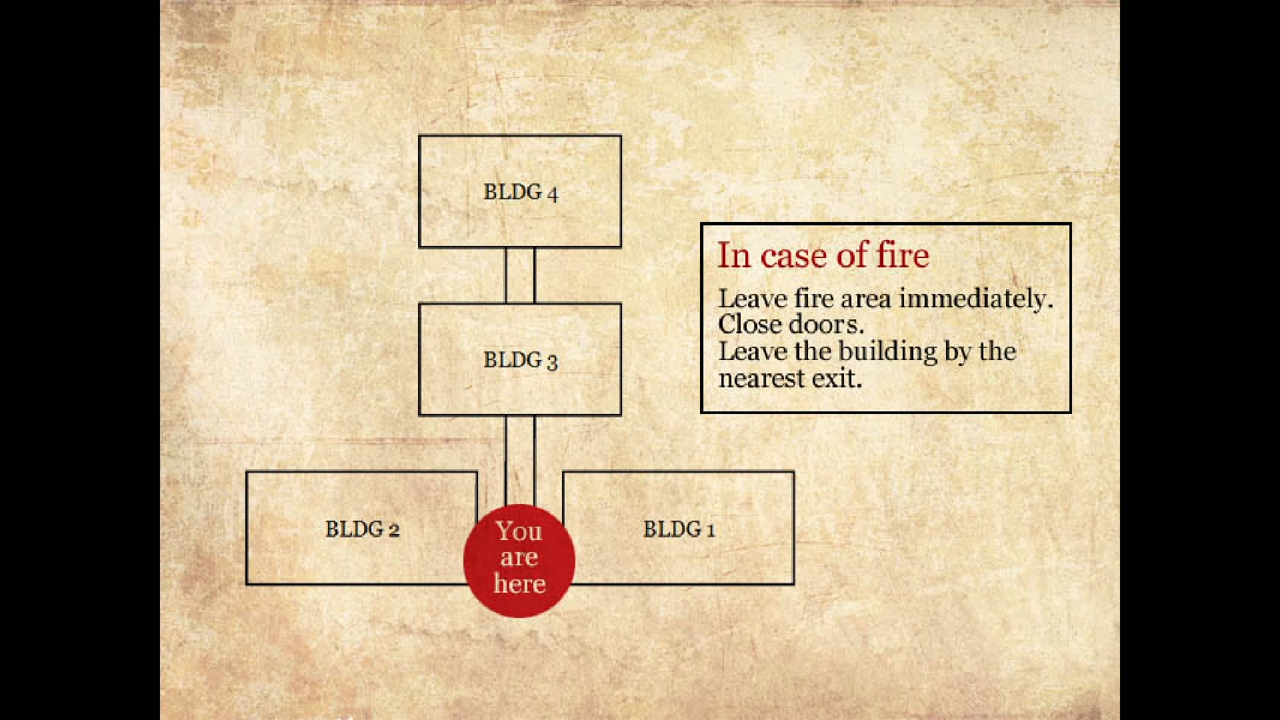 BLDG 4
In case of fire
Leave fire area immediately.
Close doors.
Leave the building by the
nearest exit.
BLDG 3
BLDG 2
You
are
here
BLDG 1